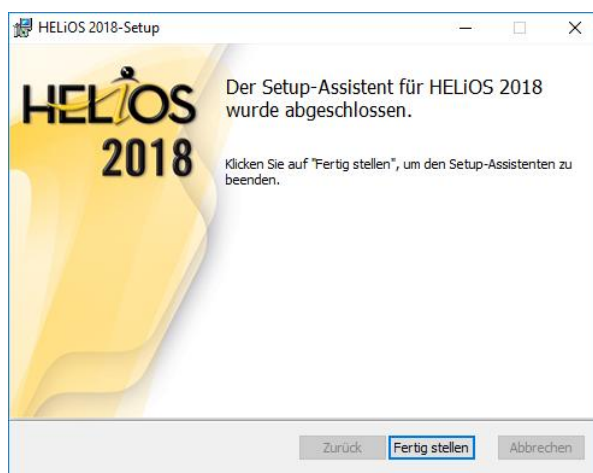 HELiOS 2018-Setup
HELiOS
2018
Der Setup-Assistent für HELiOS 2018
wurde abgeschlossen.
Klicken Sie auf "Fertig stellen", um den Setup-Assistenten zu
beenden.
Zurück Fertig stellen Abbrechen